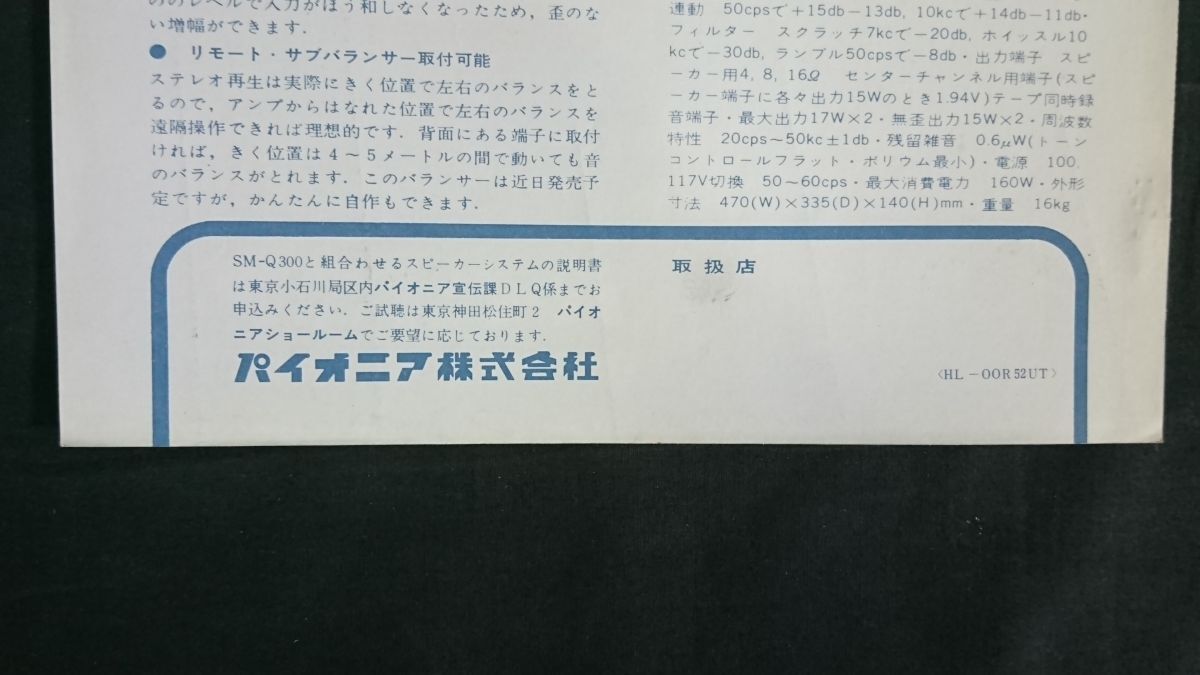 ののレベルで入力がほう和しなくなったため，歪のな
い増幅ができます.
● リモート・サブバランサー取付可能
ステレオ再生は実際にきく位置で左右のバランスをと
るので，アンプからはなれた位置で左右のバランスを
遠隔操作できれば理想的です．背面にある端子に取付
ければ，きく位置は４～５メートルの間で動いても音
のバランスがとれます．このバランサーは近日発売予
定ですが，かんたんに自作もできます．
連動 50cpsで+15db−13db, 10kcで+14db−11db・
フィルター スクラッチ7kcで−20db, ホイッスル10
kcで−30db, ランブル50cpsで−8db・出力端子 スピ
ーカー用4, 8, 16Ω センターチャンネル用端子(スピ
ーカー端子に各々出力15Wのとき1.94V)テープ同時録
音端子・最大出力17W×2・無歪出力15W×2・周波数
特性 20cps～50kc±1db・残留雑音 0.6μW(トーン
コントロールフラット・ボリウム最小)・電源 100,
117V切換 50～60cps・最大消費電力 160W・外形
寸法 470(W)×335(D)×140(H)mm・重量 16kg
SM-Q300と組合わせるスピーカーシステムの説明書
は東京小石川局区内パイオニア宣伝課DLQ係までお
申込みください．ご試聴は東京神田松住町2 パイオ
ニアショールームでご要望に応じております．
パイオニア株式会社
取扱店
〈HL−OOR52UT〉